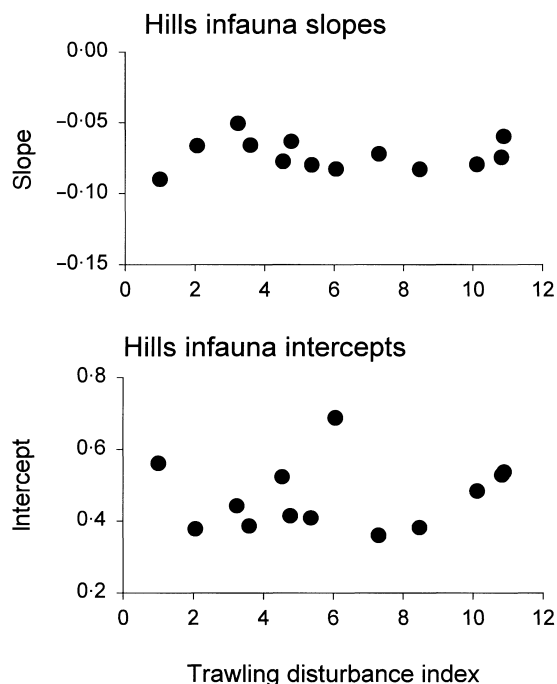 Hills infauna slopes
0·00
−0·05
−0·10
−0·15
Slope
0 2 4 6 8 10 12
Hills infauna intercepts
0·8
0·6
0·4
0·2
Intercept
0 2 4 6 8 10 12
Trawling disturbance index